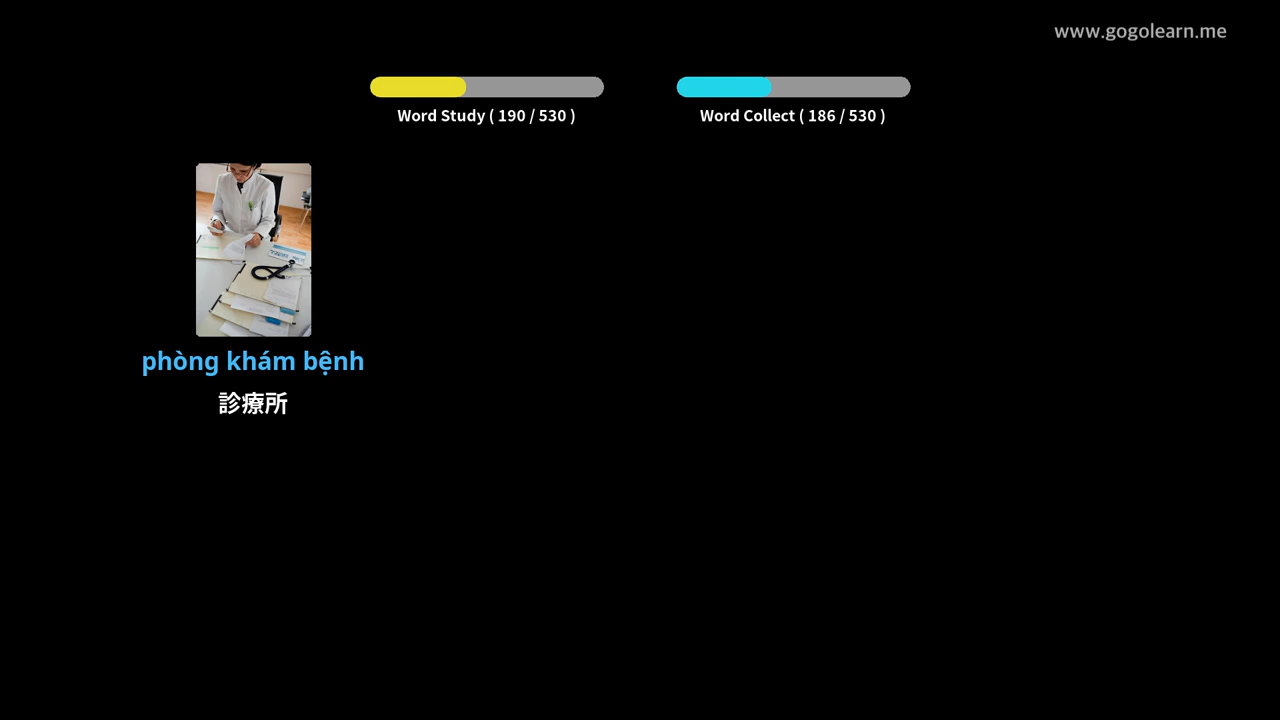 www.gogolearn.me
Word Study ( 190 / 530 )
Word Collect ( 186 / 530 )
phòng khám bệnh
診療所